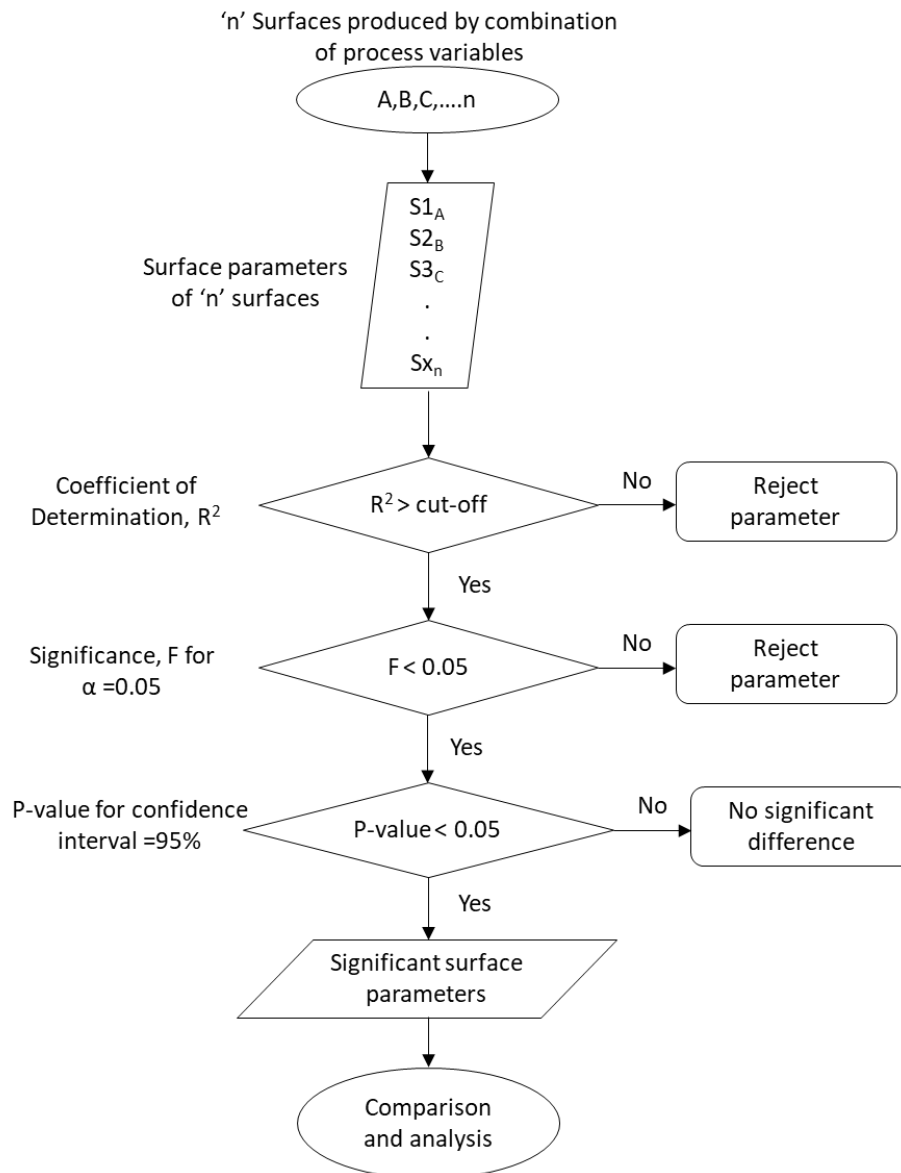 ‘n’ Surfaces produced by combination
of process variables
A,B,C,....n
S1A
S2B
S3C
.
.
Sxn
Surface parameters
of ‘n’ surfaces
Coefficient of
Determination, R²
R² > cut-off
No
Reject
parameter
Yes
Significance, F for
α =0.05
F < 0.05
No
Reject
parameter
Yes
P-value for confidence
interval =95%
P-value < 0.05
No
No significant
difference
Yes
Significant surface
parameters
Comparison
and analysis